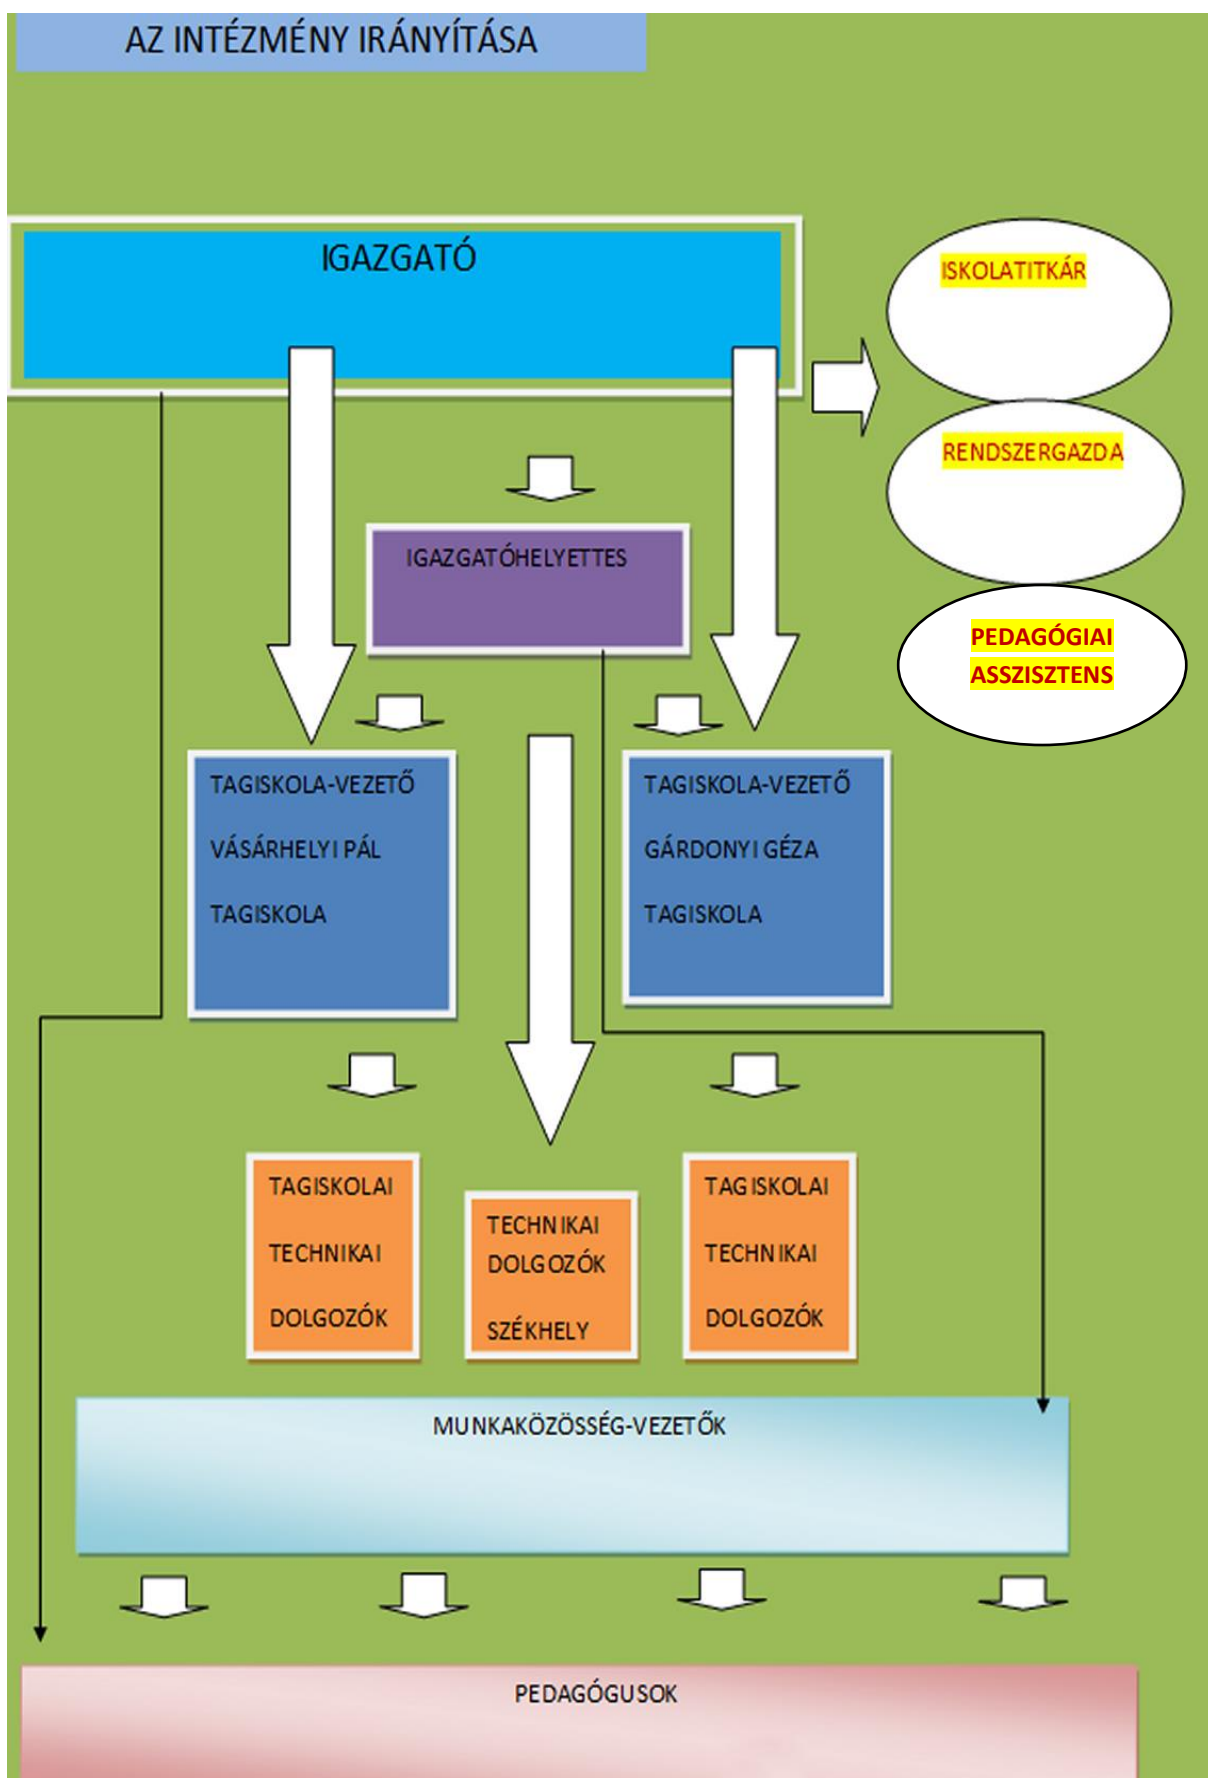 AZ INTÉZMÉNY IRÁNYÍTÁSA
IGAZGATÓ
ISKOLATITKÁR
RENDSZERGAZDA
IGAZGATÓHELYETTES
PEDAGÓGIAI
ASSZISZTENS
TAGISKOLA-VEZETŐ
VÁSÁRHELYI PÁL
TAGISKOLA
TAGISKOLA-VEZETŐ
GÁRDONYI GÉZA
TAGISKOLA
TAGISKOLAI
TECHNIKAI
DOLGOZÓK
TECHNIKAI
DOLGOZÓK
SZÉKHELY
TAGISKOLAI
TECHNIKAI
DOLGOZÓK
MUNKAKÖZÖSSÉG-VEZETŐK
PEDAGÓGUSOK